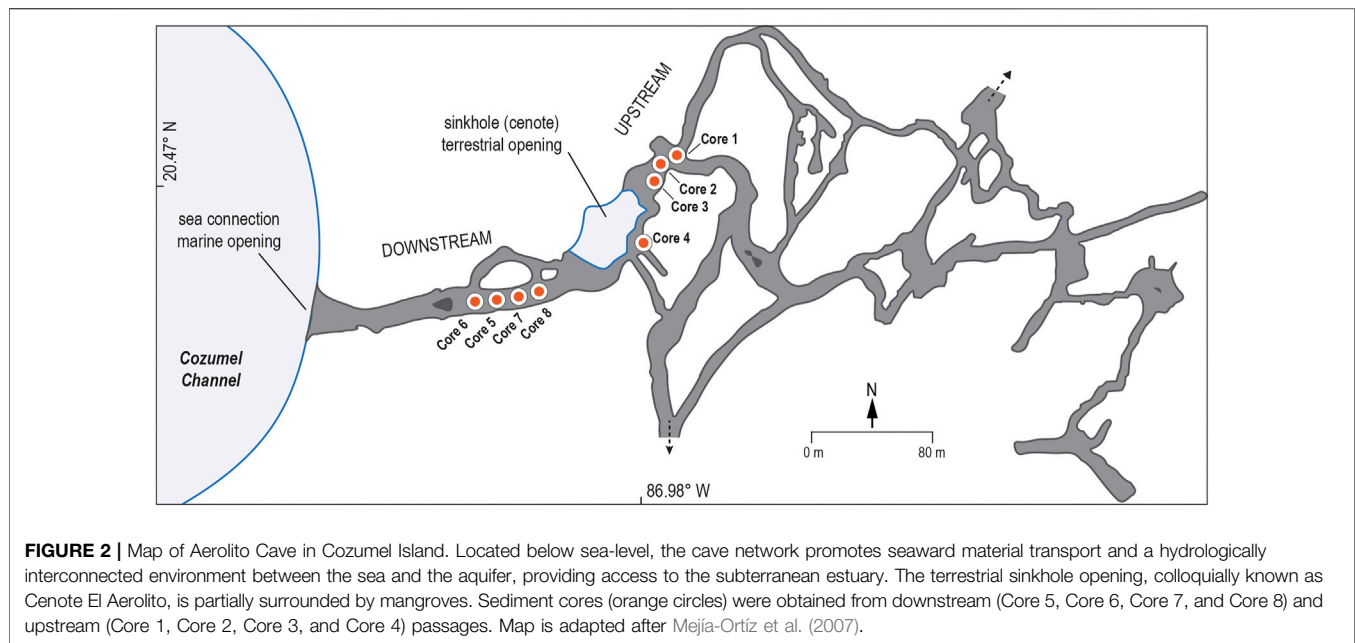 UPSTREAM
sinkhole (cenote)
terrestrial opening
Core 1
Core 2
Core 3
Core 4
20.47° N
sea connection
marine opening
DOWNSTREAM
Core 6
Core 5
Core 7
Core 8
Cozumel
Channel
N
0 m
80 m
86.98° W
FIGURE 2 | Map of Aerolito Cave in Cozumel Island. Located below sea-level, the cave network promotes seaward material transport and a hydrologically
interconnected environment between the sea and the aquifer, providing access to the subterranean estuary. The terrestrial sinkhole opening, colloquially known as
Cenote El Aerolito, is partially surrounded by mangroves. Sediment cores (orange circles) were obtained from downstream (Core 5, Core 6, Core 7, and Core 8) and
upstream (Core 1, Core 2, Core 3, and Core 4) passages. Map is adapted after Mejía-Ortíz et al. (2007).